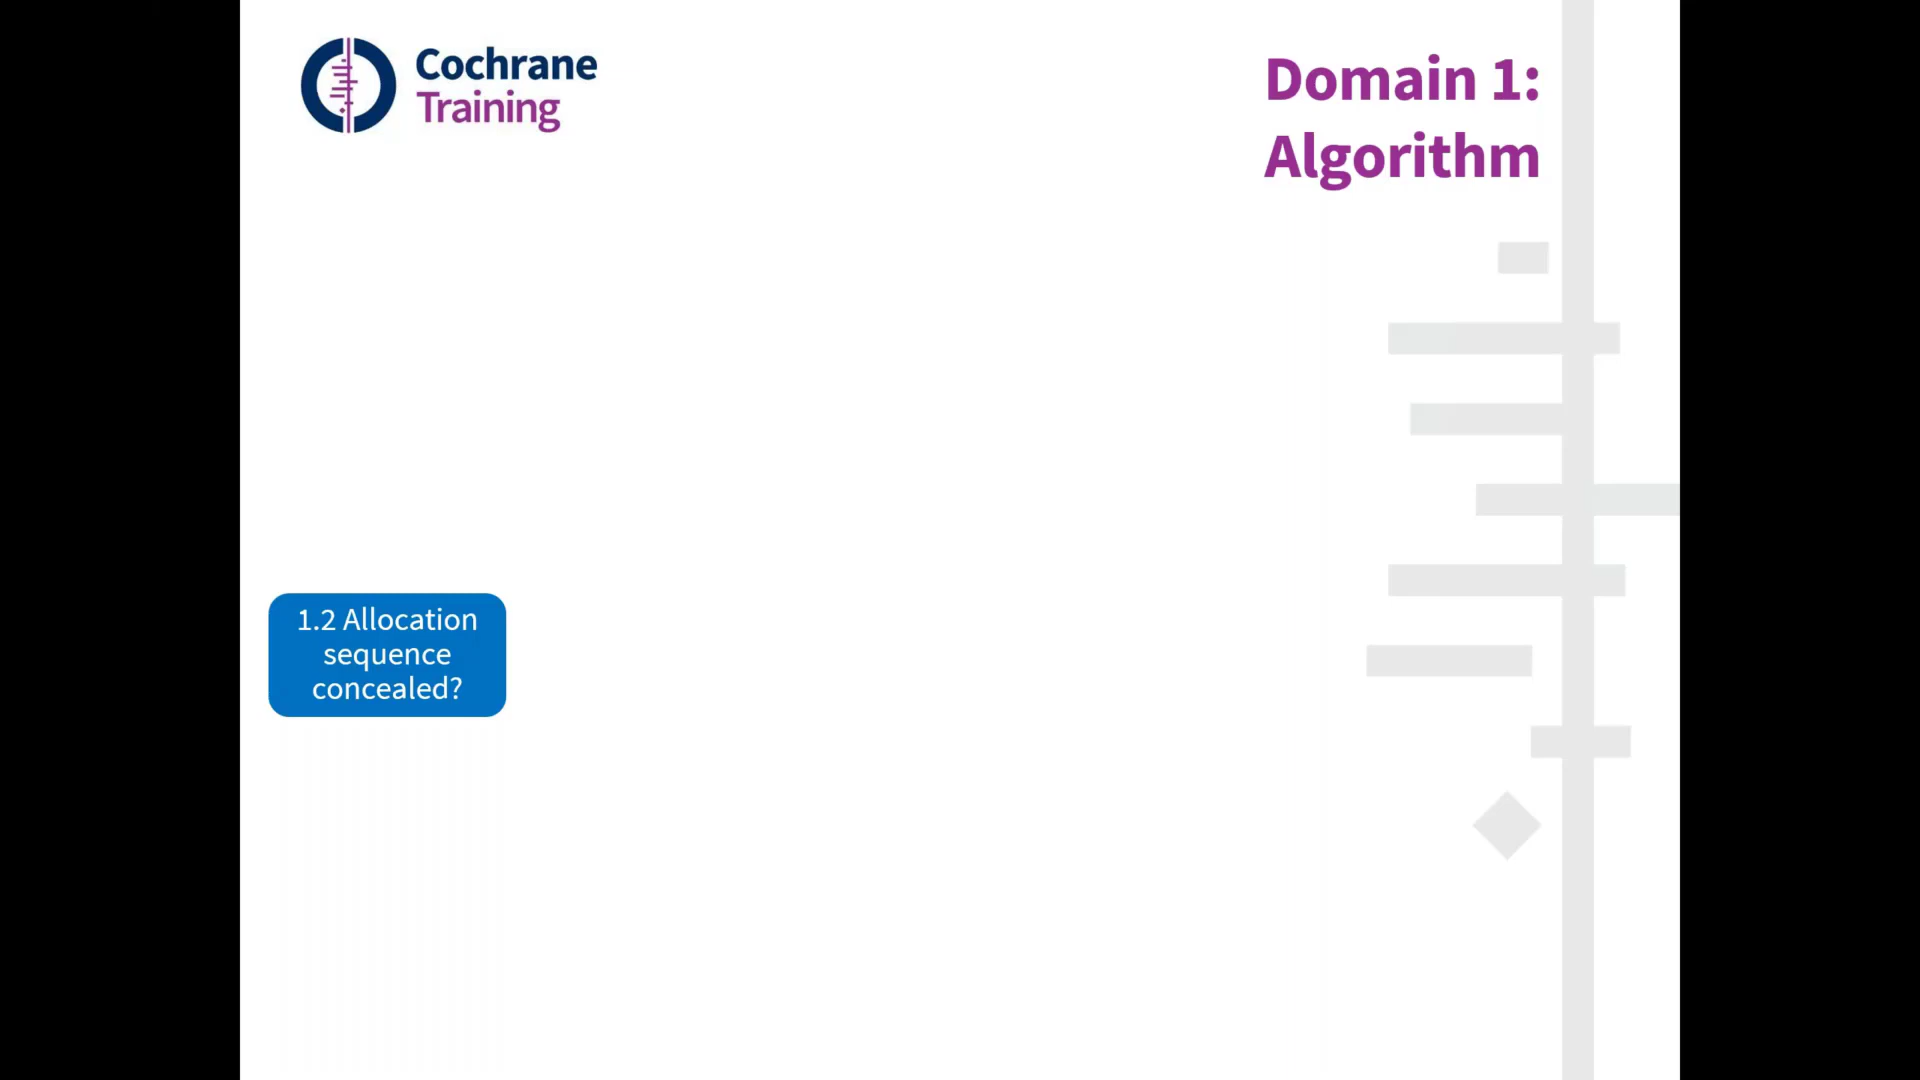 Cochrane
Training
Domain 1:
Algorithm
1.2 Allocation
sequence
concealed?